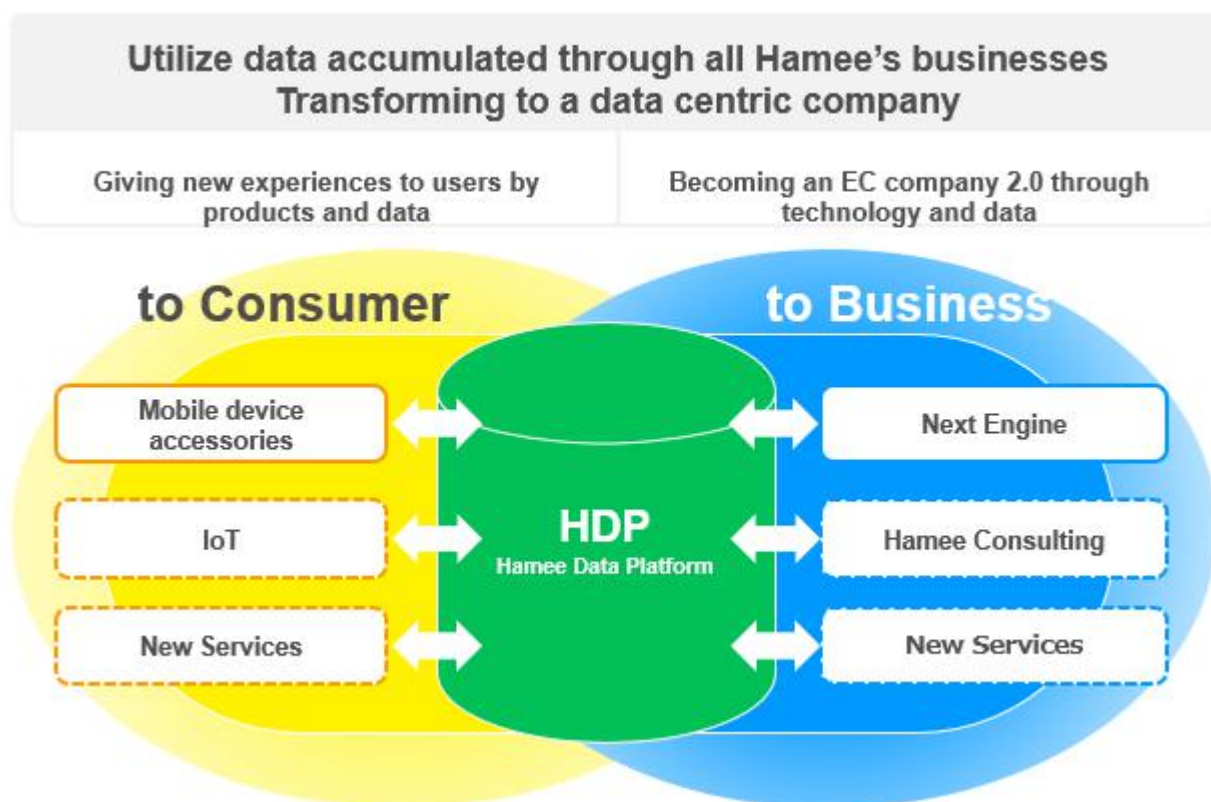 Utilize data accumulated through all Hamee's businesses
Transforming to a data centric company
Giving new experiences to users by
products and data
Becoming an EC company 2.0 through
technology and data
to Consumer
to Business
Mobile device
accessories
IoT
New Services
HDP
Hamee Data Platform
Next Engine
Hamee Consulting
New Services